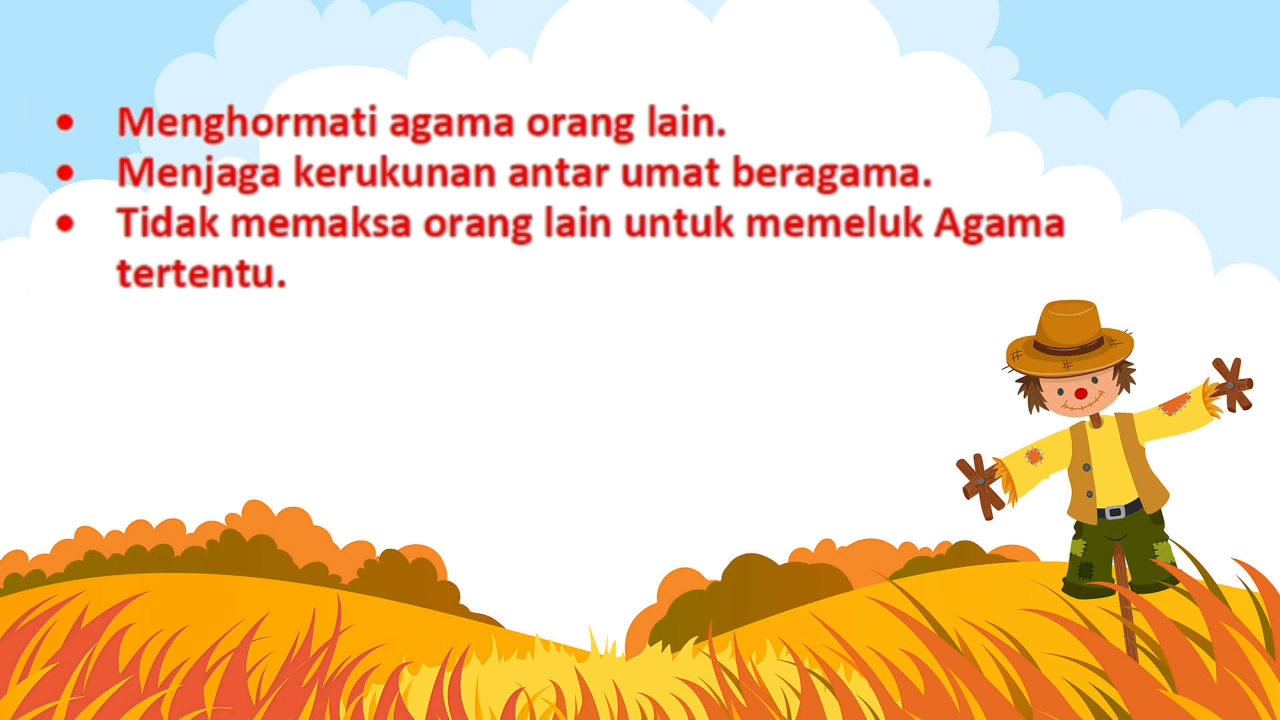 • Menghormati agama orang lain.
• Menjaga kerukunan antar umat beragama.
• Tidak memaksa orang lain untuk memeluk Agama
tertentu.